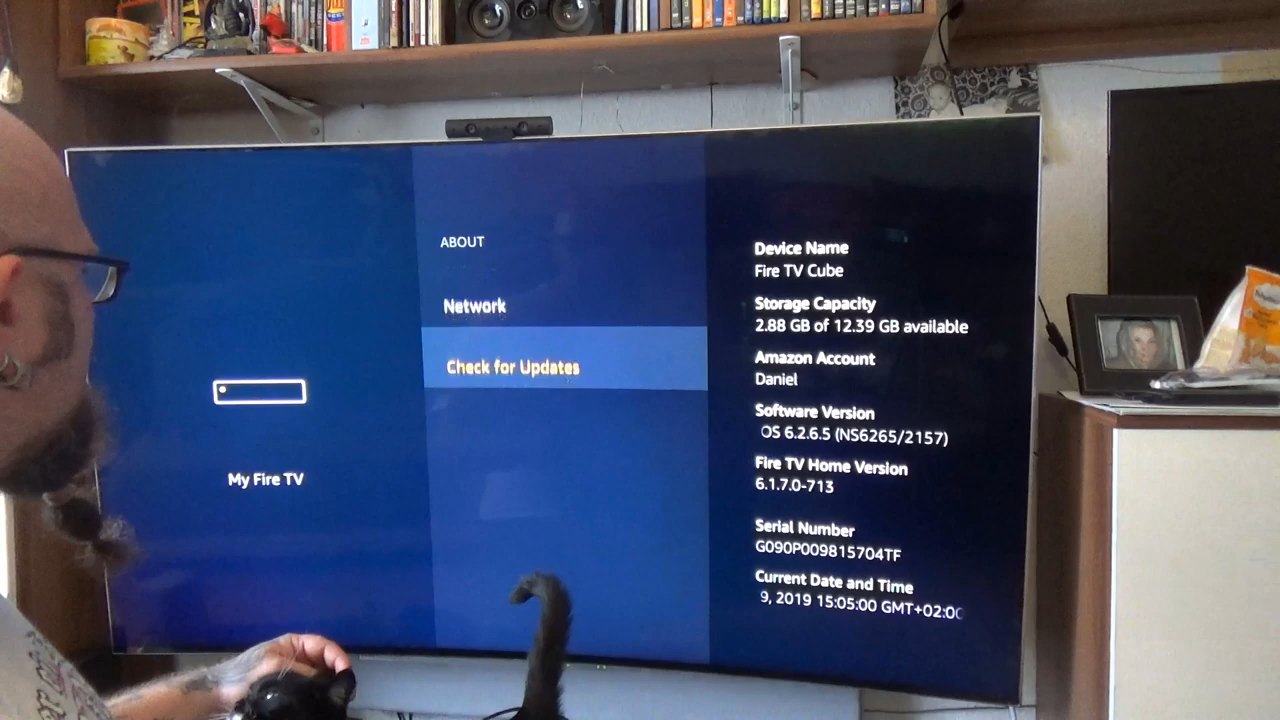 ABOUT
Network
Check for Updates
My Fire TV
Device Name
Fire TV Cube
Storage Capacity
2.88 GB of 12.39 GB available
Amazon Account
Daniel
Software Version
OS 6.2.6.5 (NS6265/2157)
Fire TV Home Version
6.1.7.0-713
Serial Number
G090P009815704TF
Current Date and Time
9, 2019 15:05:00 GMT+02:00